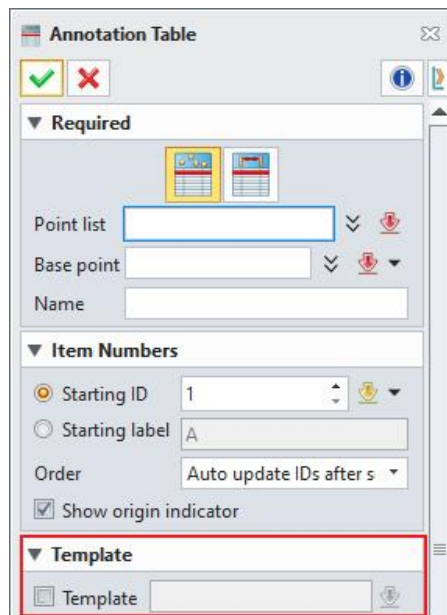 Annotation Table
Required
Point list
Base point
Name
Item Numbers
Starting ID 1
Starting label A
Order Auto update IDs after s
Show origin indicator
Template
Template